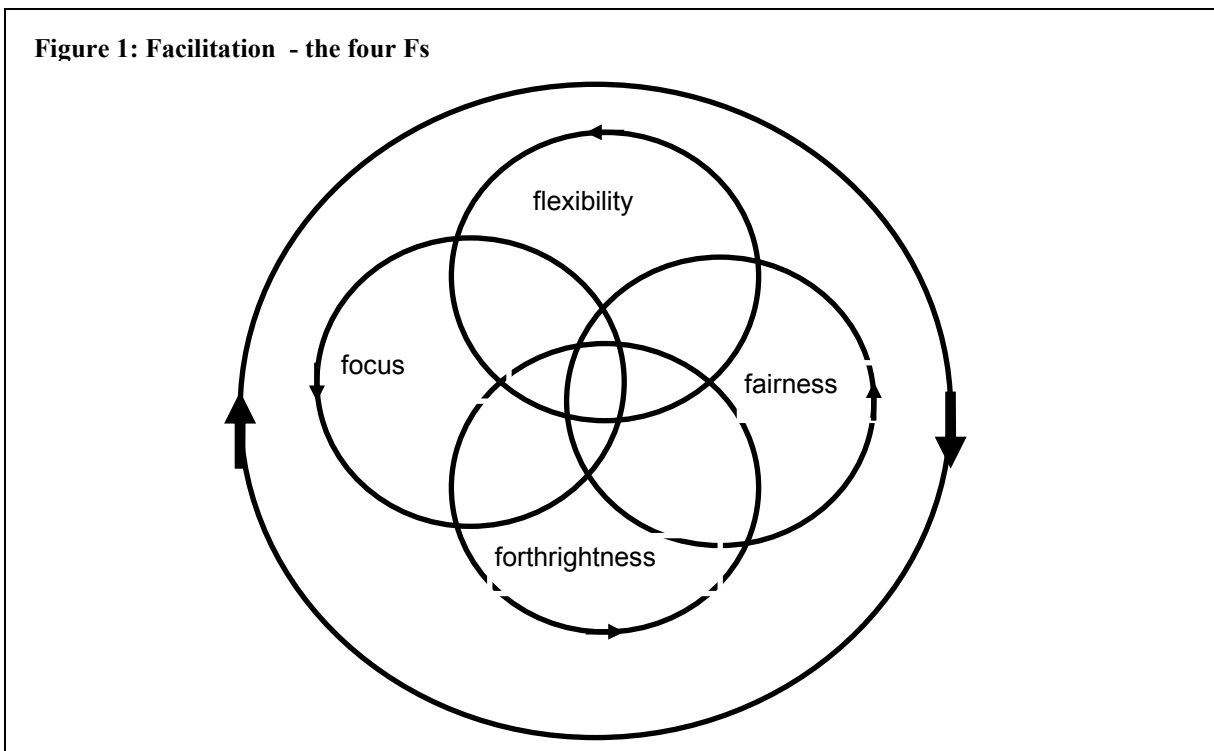 Figure 1: Facilitation - the four Fs
flexibility
focus
fairness
forthrightness